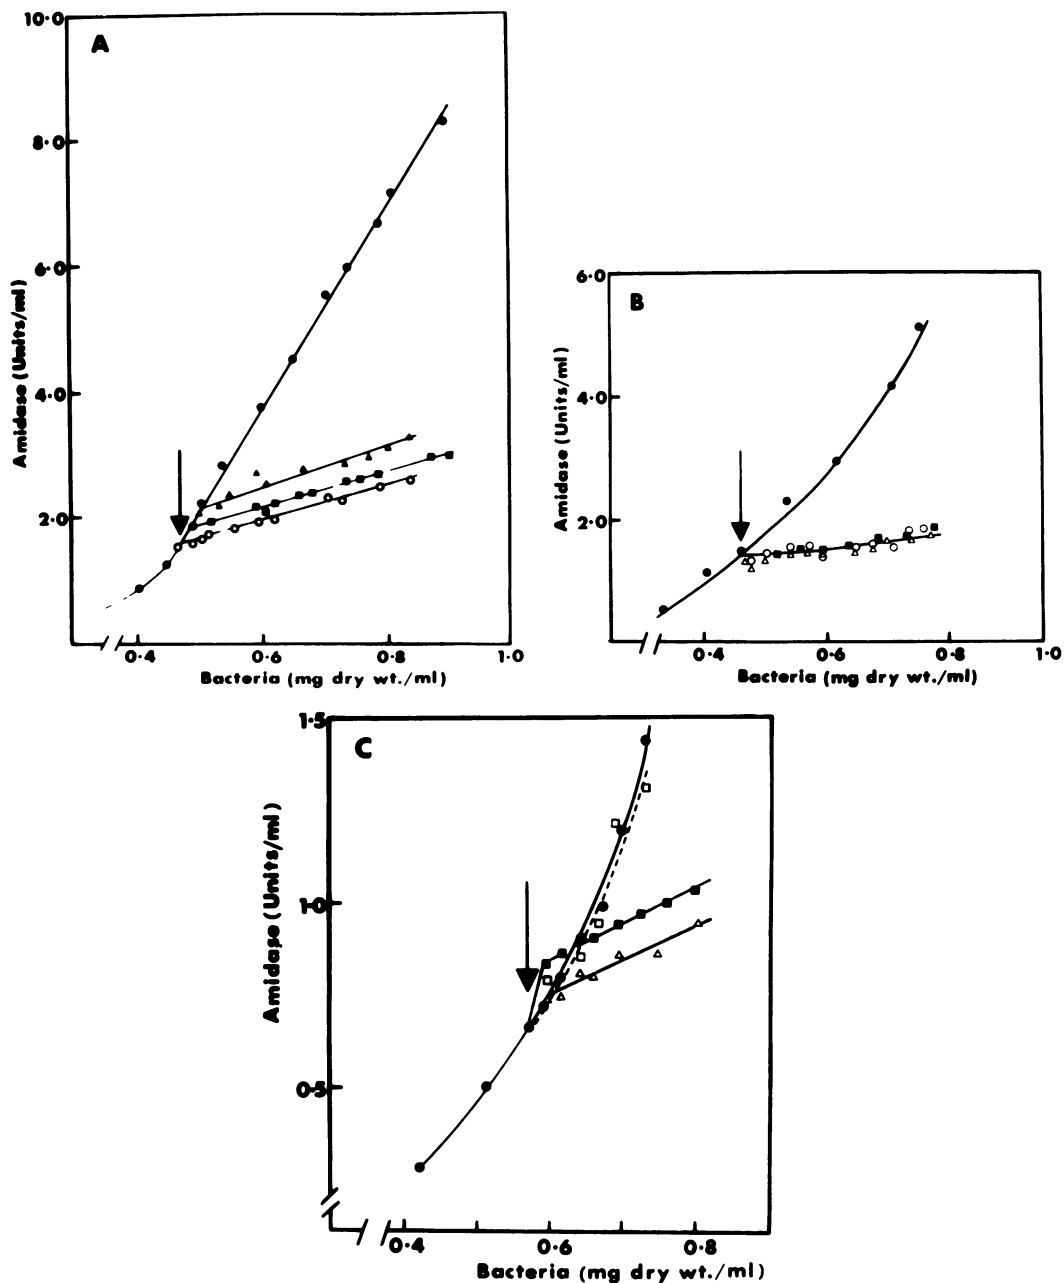 A
10·0
8·0
6·0
4·0
2·0
Amidase (Units/ml)
0·4 0·6 0·8 1·0
Bacteria (mg dry wt./ml)
B
6·0
4·0
2·0
Amidase (Units/ml)
0·4 0·6 0·8 1·0
Bacteria (mg dry wt./ml)
C
1·5
1·0
0·5
Amidase (Units/ml)
0·4 0·6 0·8
Bacteria (mg dry wt./ml)